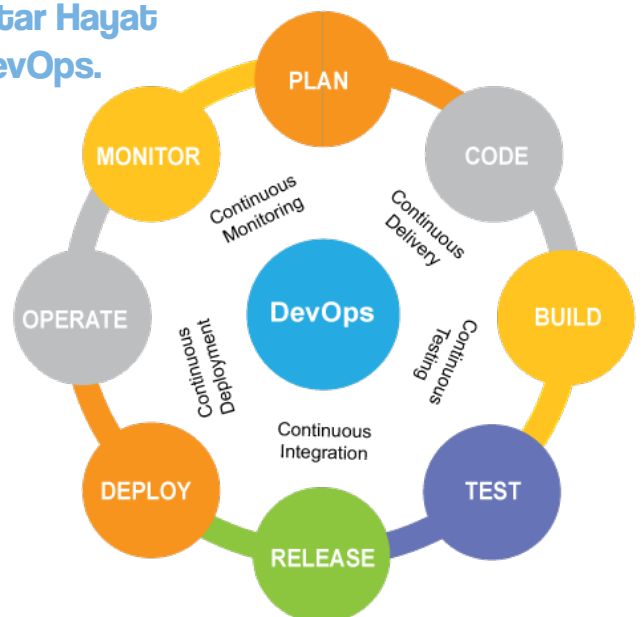 tar Hayat
evOps.
PLAN
MONITOR
CODE
Continuous
Monitoring
Continuous
Delivery
DevOps
OPERATE
BUILD
Continuous
Deployment
Continuous
Testing
Continuous
Integration
DEPLOY
TEST
RELEASE